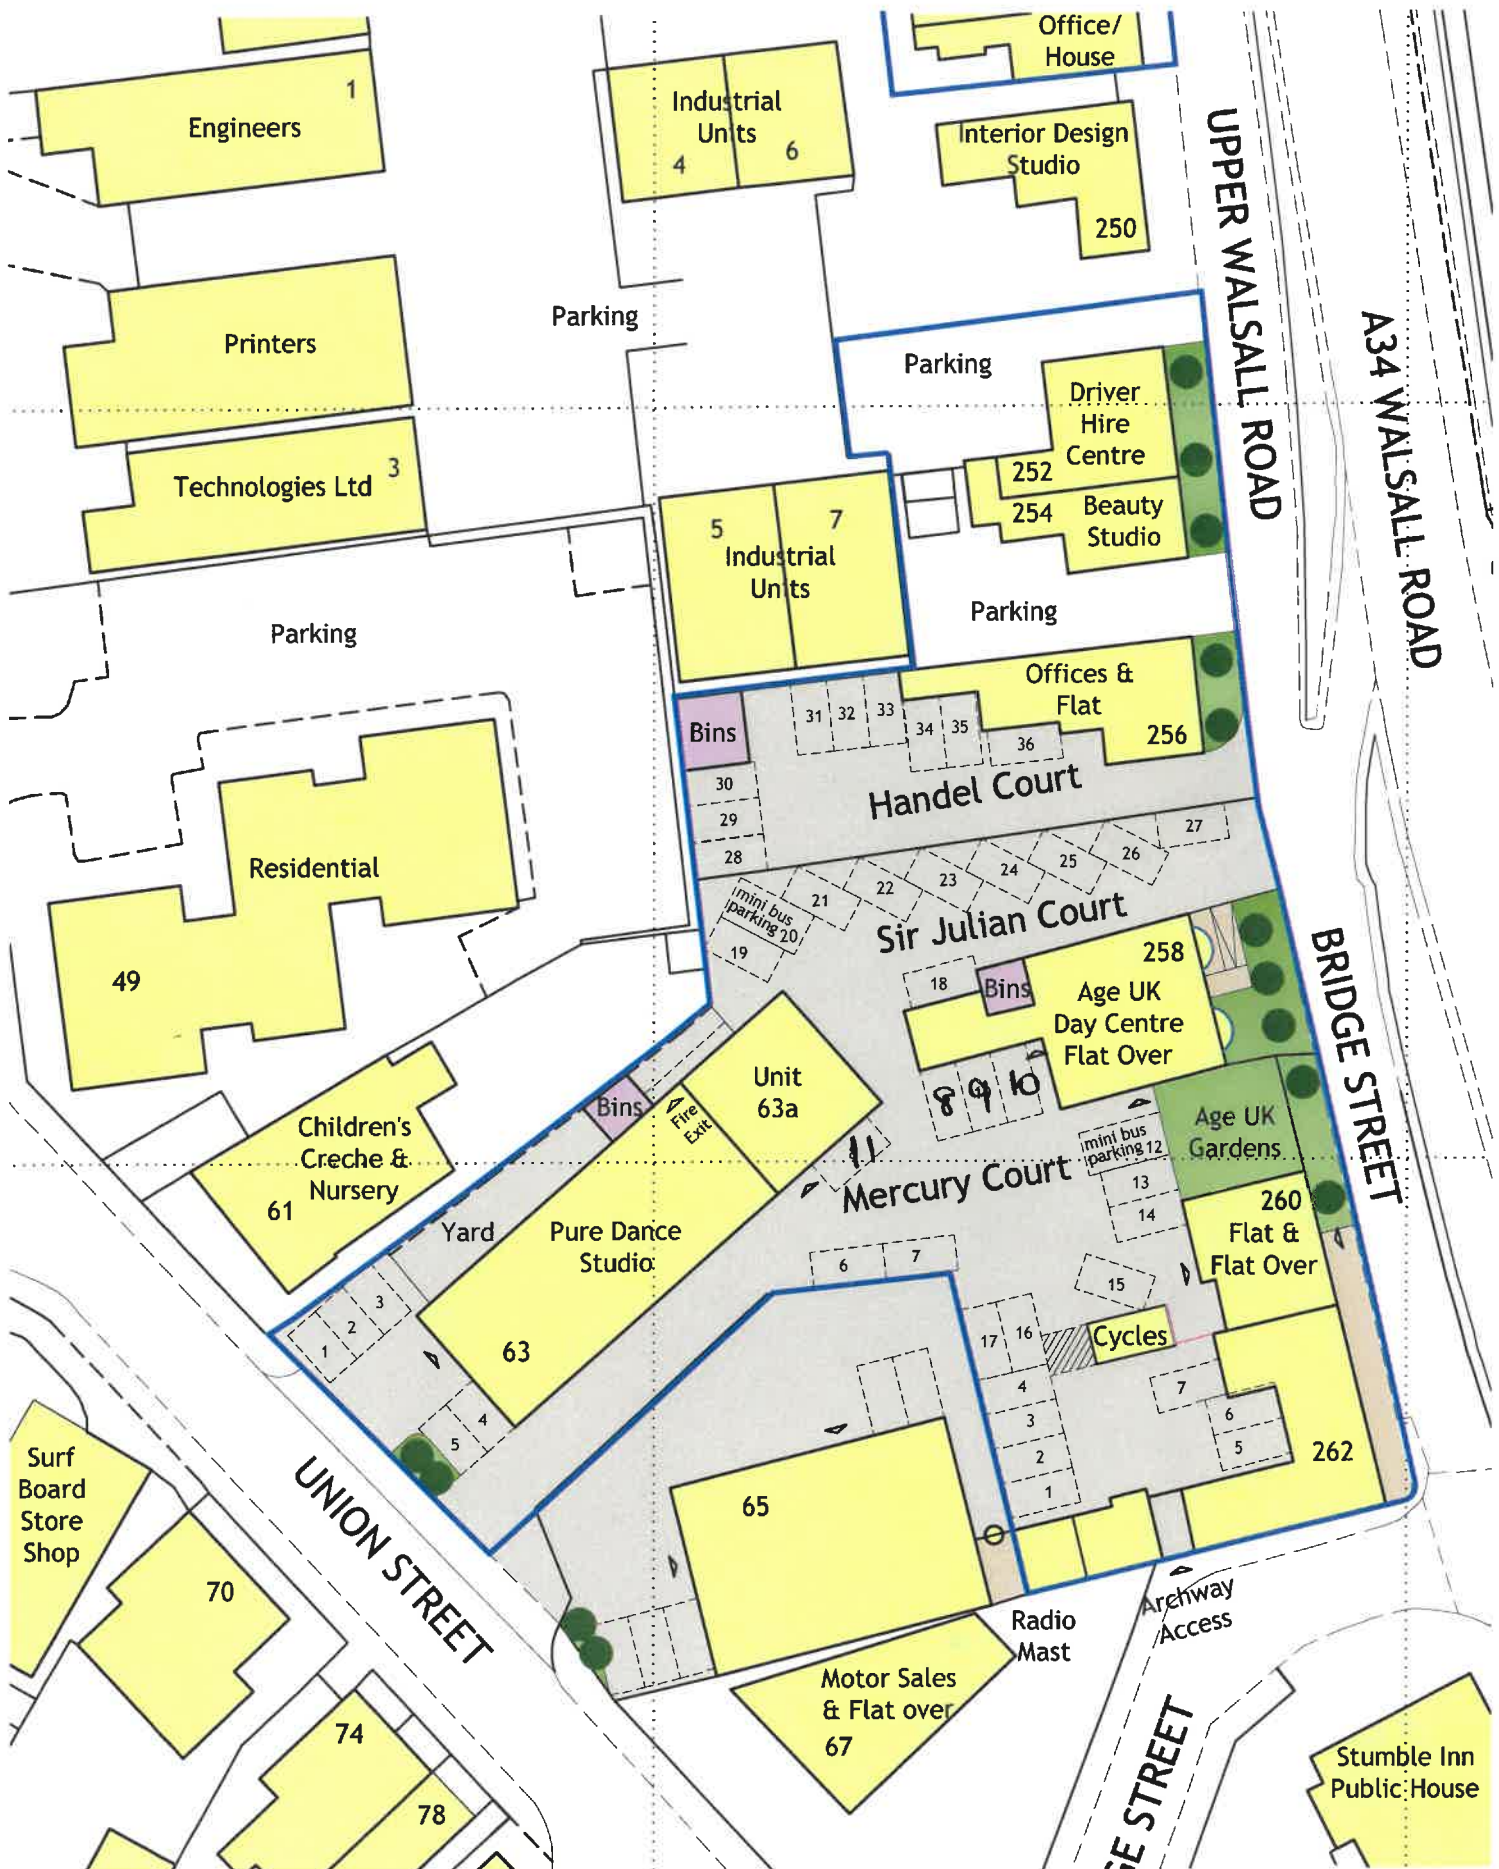 Office/
House
1
Engineers
Industrial
Units
4
6
Interior Design
Studio
250
UPPER WALSALL ROAD
A34 WALSALL ROAD
Parking
Printers
Parking
Driver
Hire
Centre
252
254
Beauty
Studio
Technologies Ltd
3
5
7
Industrial
Units
Parking
Parking
Offices &
Flat
256
Bins
31
32
33
34
35
36
30
29
28
Handel Court
27
26
25
24
23
22
21
mini bus
parking 20
19
Sir Julian Court
Residential
49
18
Bins
258
Age UK
Day Centre
Flat Over
BRIDGE STREET
8
9
10
Unit
63a
Bins
Fire
Exit
11
Children's
Creche &
Nursery
61
mini bus
parking 12
13
14
Age UK
Gardens
Mercury Court
260
Flat &
Flat Over
Yard
Pure Dance
Studio
63
6
7
15
1
2
3
4
5
17
16
Cycles
4
3
2
1
7
6
5
262
65
Surf
Board
Store
Shop
UNION STREET
70
Radio
Mast
Archway
Access
Motor Sales
& Flat over
67
74
78
GE STREET
Stumble Inn
Public House